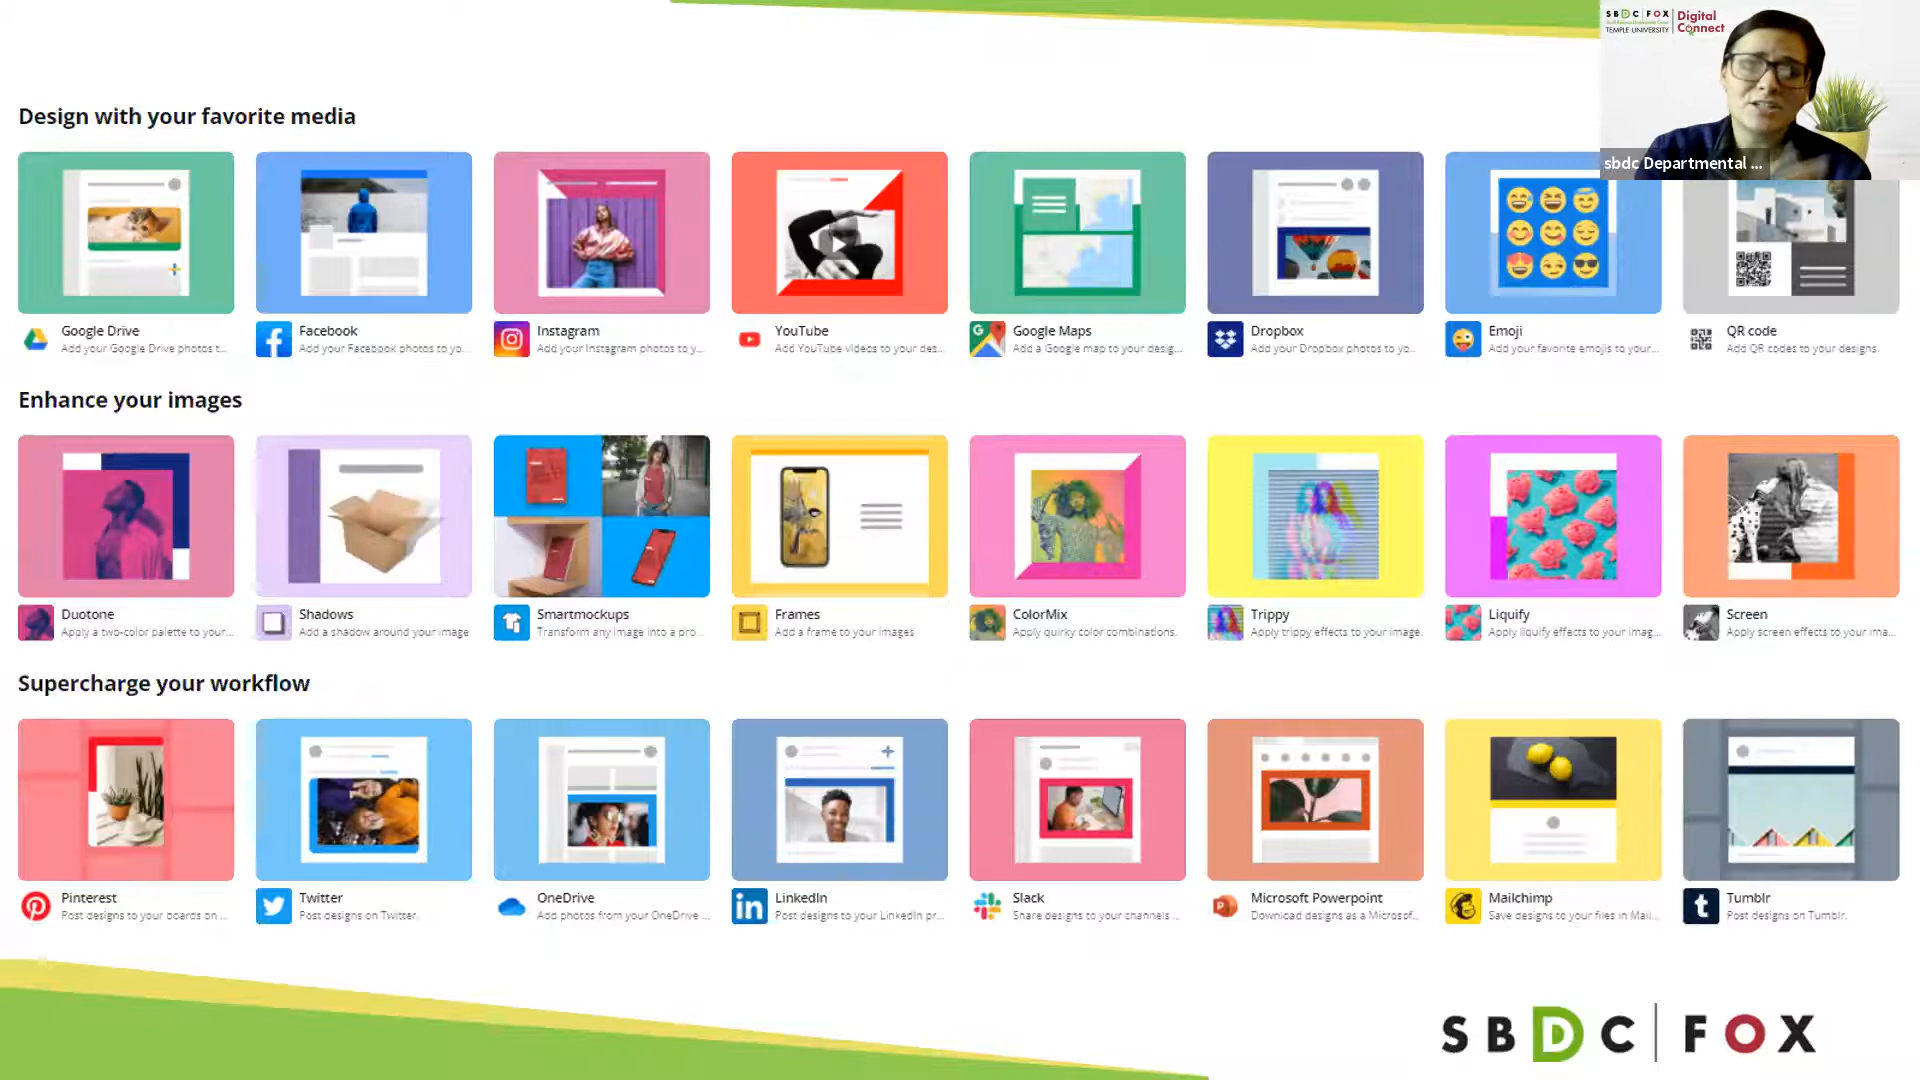 SBDC FOX
TEMPLE UNIVERSITY
Digital
Connect
sbdc Departmental ...
Design with your favorite media
Google Drive
Add your Google Drive photos t...
Facebook
Add your Facebook photos to yo...
Instagram
Add your Instagram photos to y...
YouTube
Add YouTube videos to your des...
Google Maps
Add a Google map to your desig...
Dropbox
Add your Dropbox photos to yo...
Emoji
Add your favorite emojis to your...
QR code
Add QR codes to your designs.
Enhance your images
Duotone
Apply a two-color palette to your...
Shadows
Add a shadow around your image
Smartmockups
Transform any image into a pro...
Frames
Add a frame to your images
ColorMix
Apply quirky color combinations.
Trippy
Apply trippy effects to your image.
Liquify
Apply liquify effects to your imag...
Screen
Apply screen effects to your ima...
Supercharge your workflow
Pinterest
Post designs to your boards on ...
Twitter
Post designs on Twitter.
OneDrive
Add photos from your OneDrive ...
LinkedIn
Post designs to your LinkedIn pr...
Slack
Share designs to your channels ...
Microsoft Powerpoint
Download designs as a Microsof...
Mailchimp
Save designs to your files in Mail...
Tumblr
Post designs on Tumblr.
SBDC FOX